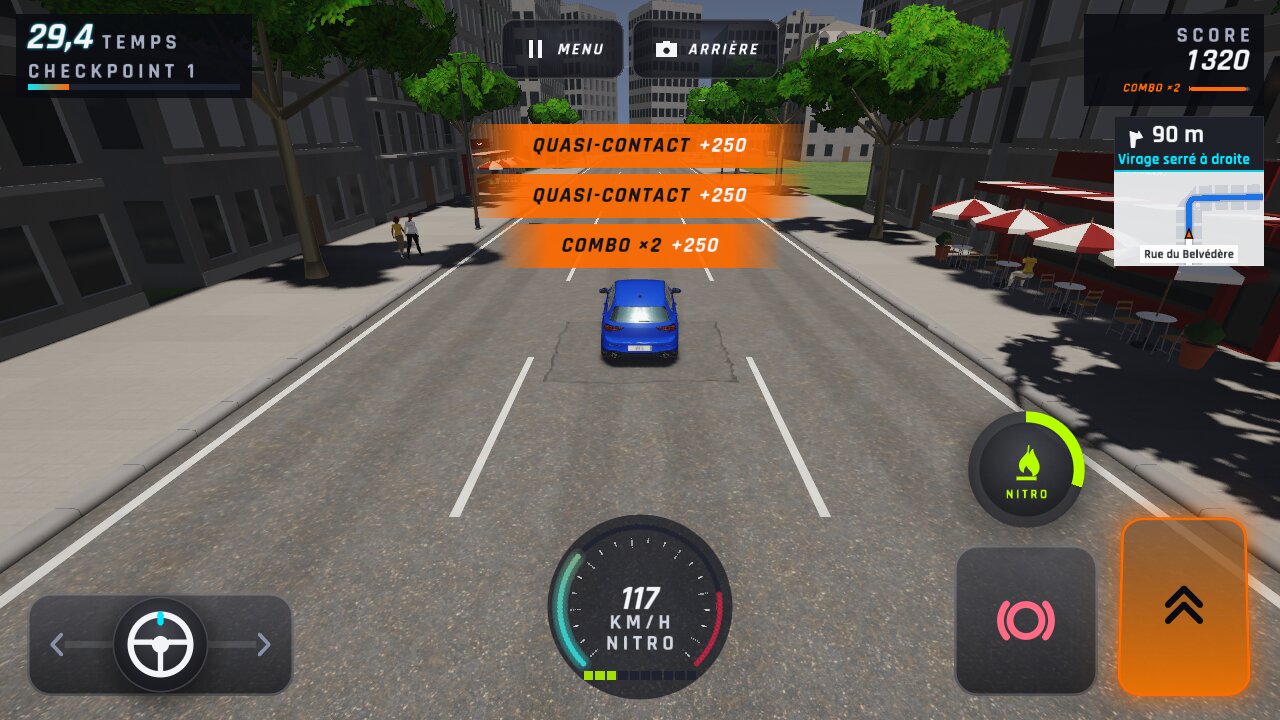 29,4 TEMPS
CHECKPOINT 1
MENU
ARRIÈRE
SCORE
1320
COMBO ×2
90 m
Virage serré à droite
Rue du Belvédère
QUASI-CONTACT +250
QUASI-CONTACT +250
COMBO ×2 +250
NITRO
117
KM/H
NITRO